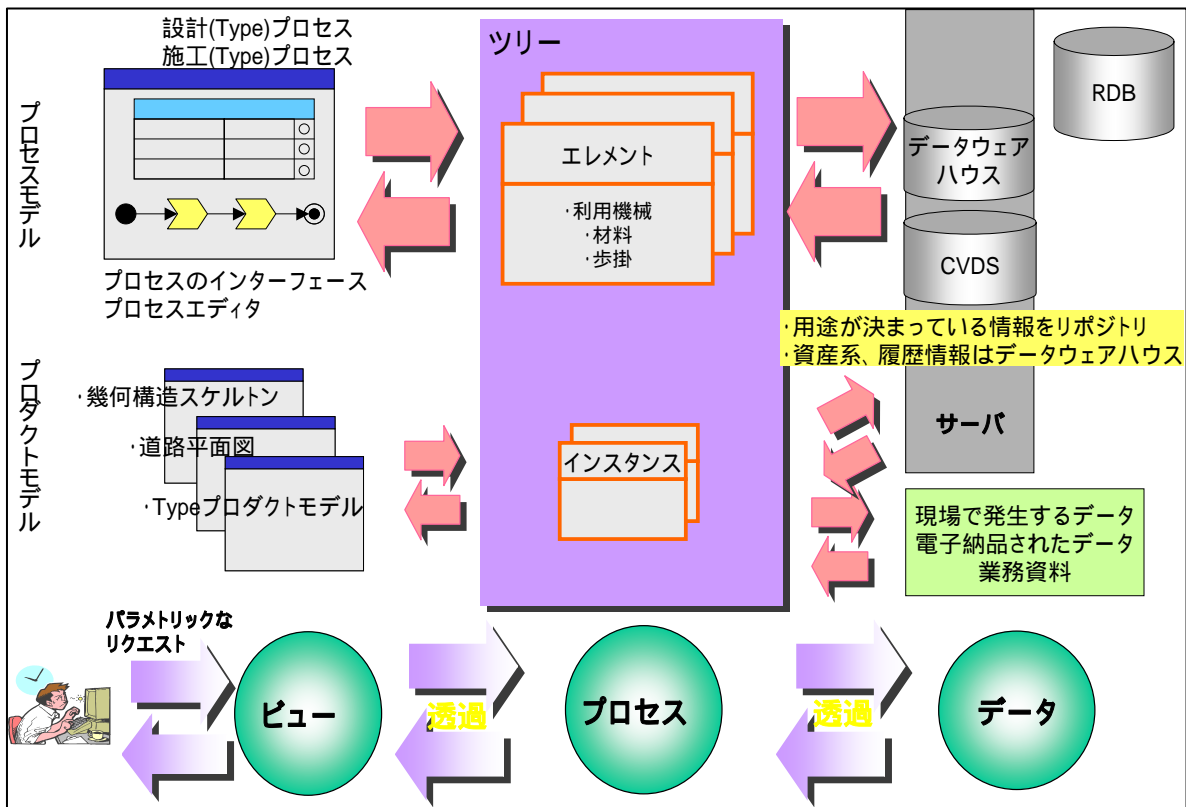 設計(Type)プロセス
施工(Type)プロセス
プロセスモデル
プロセスのインターフェース
プロセスエディタ
ツリー
エレメント
・利用機械
・材料
・歩掛
RDB
データウェア
ハウス
CVDS
・用途が決まっている情報をリポジトリ
・資産系、履歴情報はデータウェアハウス
プロダクトモデル
・幾何構造スケルトン
・道路平面図
・Typeプロダクトモデル
インスタンス
サーバ
現場で発生するデータ
電子納品されたデータ
業務資料
パラメトリックな
リクエスト
ビュー
透過
プロセス
透過
データ